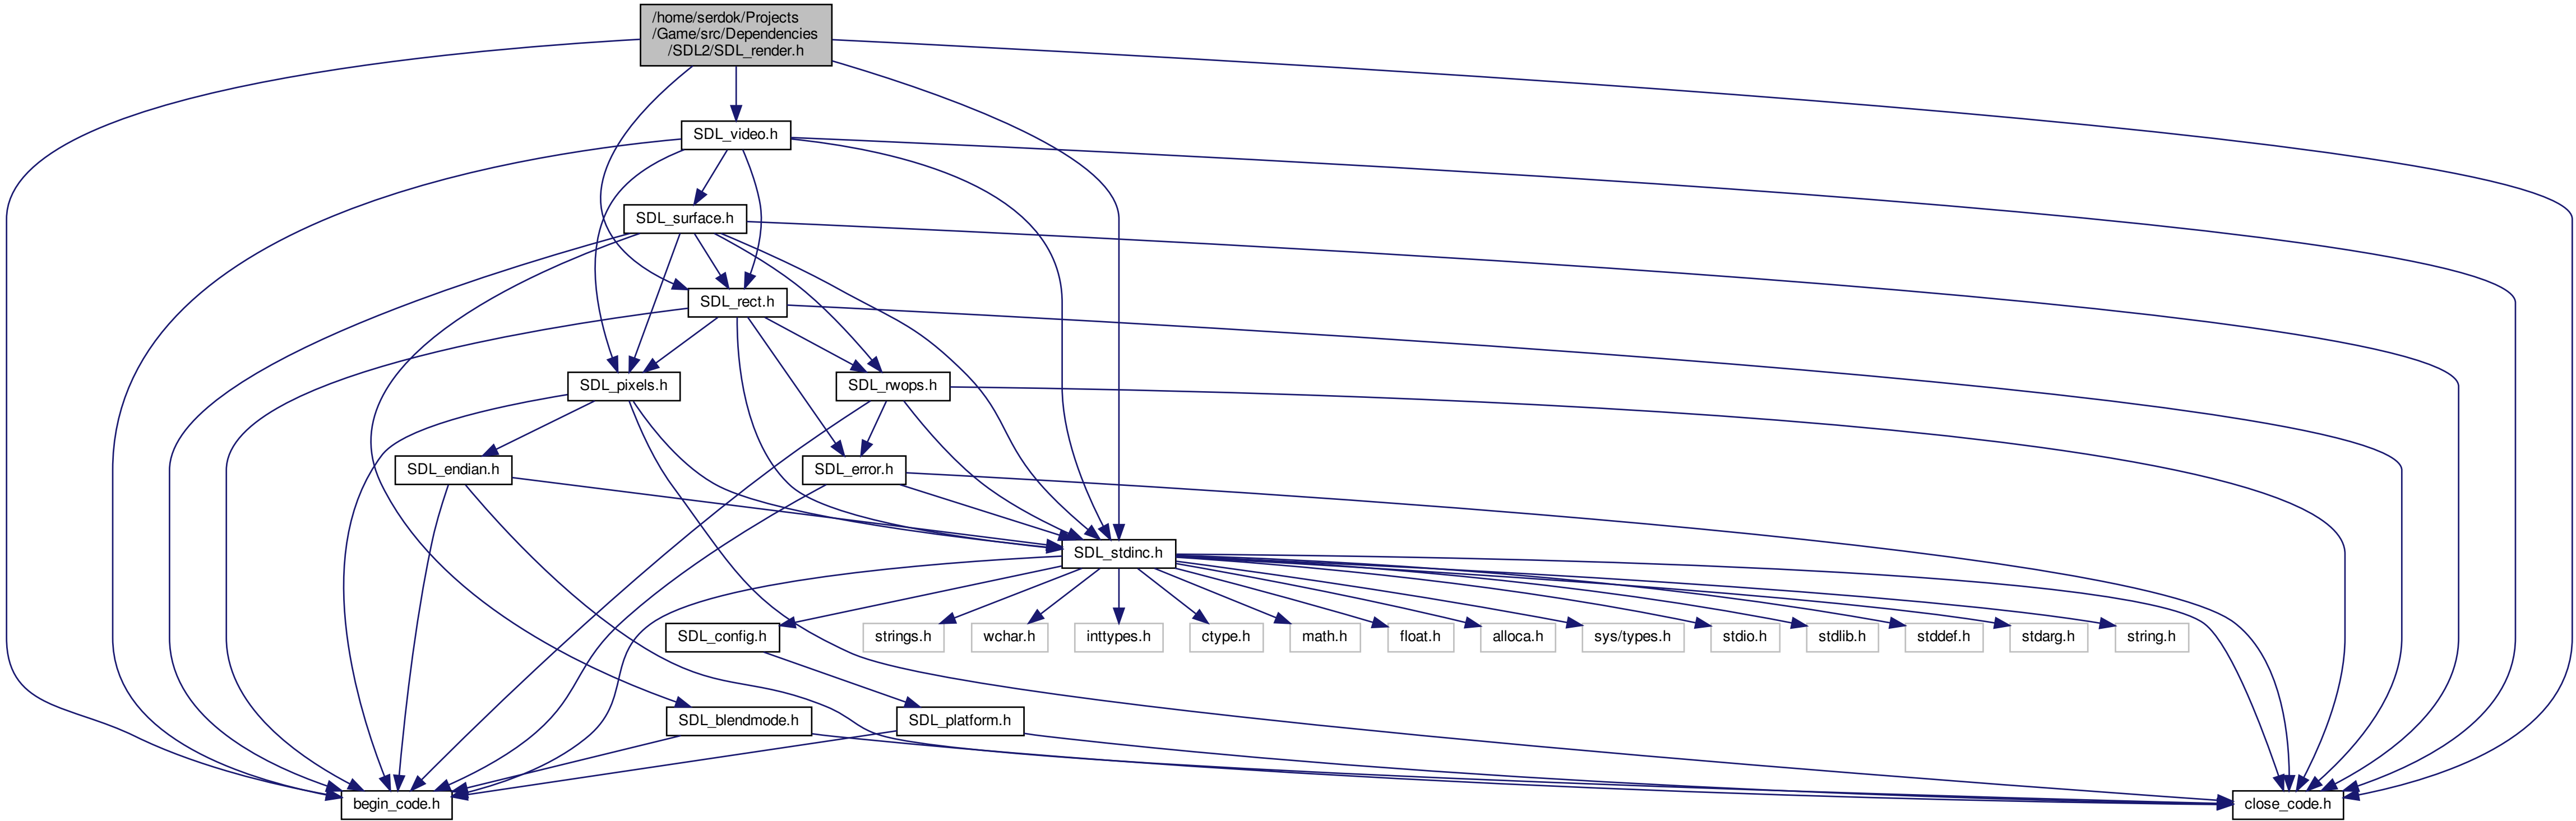 /home/serdok/Projects
/Game/src/Dependencies
/SDL2/SDL_render.h
SDL_video.h
SDL_surface.h
SDL_rect.h
SDL_pixels.h
SDL_rwops.h
SDL_endian.h
SDL_error.h
SDL_stdinc.h
SDL_config.h
strings.h
wchar.h
inttypes.h
ctype.h
math.h
float.h
alloca.h
sys/types.h
stdio.h
stdlib.h
stddef.h
stdarg.h
string.h
SDL_blendmode.h
SDL_platform.h
begin_code.h
close_code.h